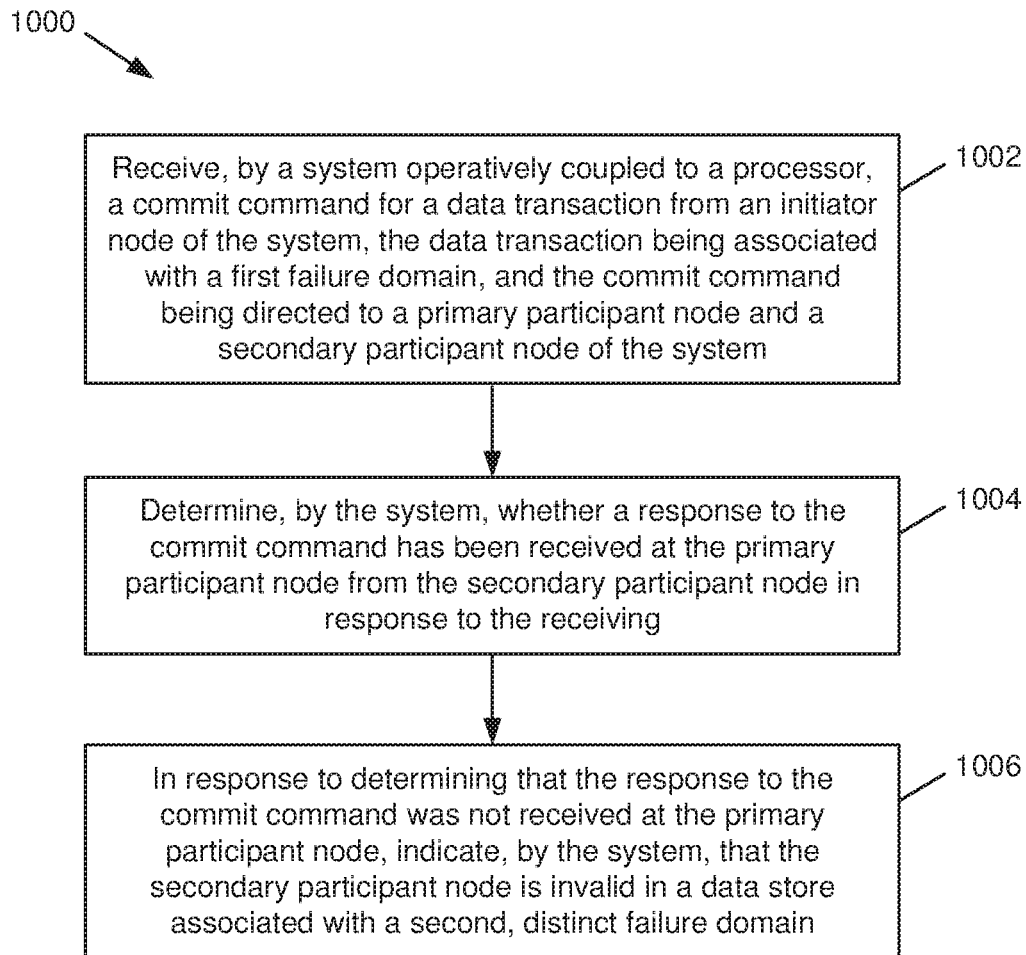 1000
Receive, by a system operatively coupled to a processor,
a commit command for a data transaction from an initiator
node of the system, the data transaction being associated
with a first failure domain, and the commit command
being directed to a primary participant node and a
secondary participant node of the system
1002
Determine, by the system, whether a response to the
commit command has been received at the primary
participant node from the secondary participant node in
response to the receiving
1004
In response to determining that the response to the
commit command was not received at the primary
participant node, indicate, by the system, that the
secondary participant node is invalid in a data store
associated with a second, distinct failure domain
1006